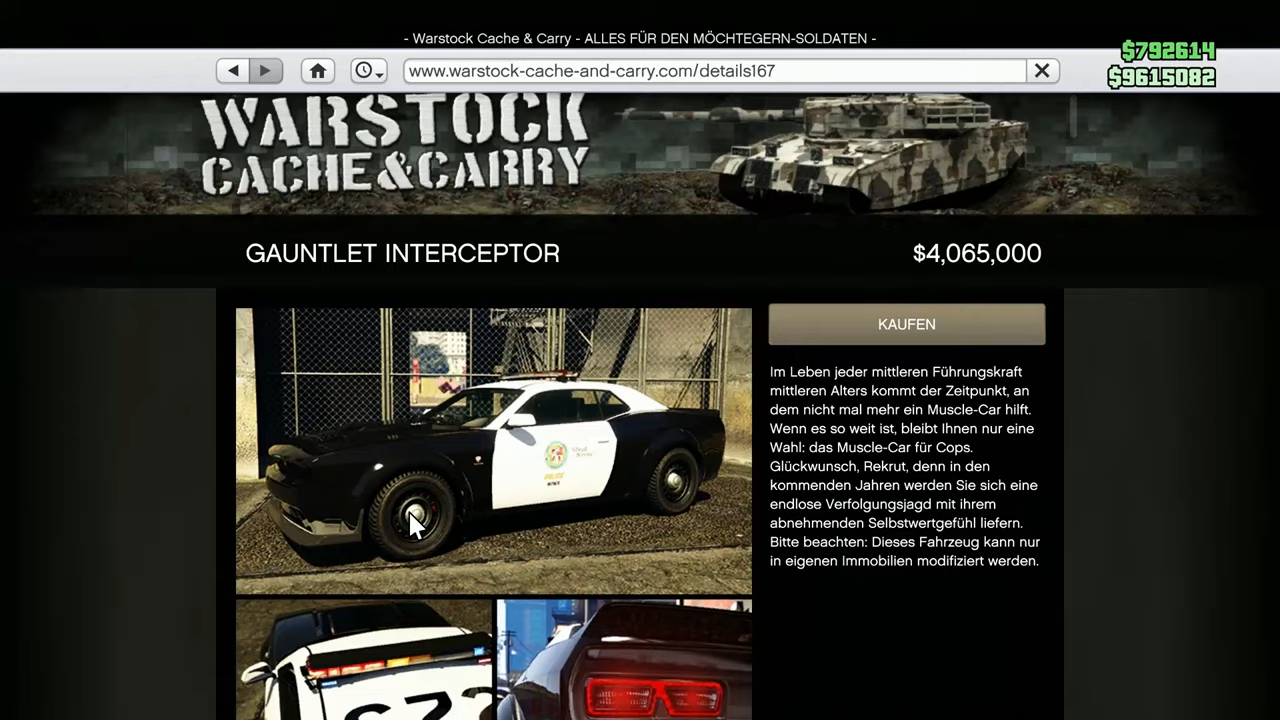 - Warstock Cache & Carry - ALLES FÜR DEN MÖCHTEGERN-SOLDATEN -
$792614
www.warstock-cache-and-carry.com/details167
$9615082
WARSTOCK
CACHE&CARRY
GAUNTLET INTERCEPTOR
$4,065,000
KAUFEN
Im Leben jeder mittleren Führungskraft
mittleren Alters kommt der Zeitpunkt, an
dem nicht mal mehr ein Muscle-Car hilft.
Wenn es so weit ist, bleibt Ihnen nur eine
Wahl: das Muscle-Car für Cops.
Glückwunsch, Rekrut, denn in den
kommenden Jahren werden Sie sich eine
endlose Verfolgungsjagd mit ihrem
abnehmenden Selbstwertgefühl liefern.
Bitte beachten: Dieses Fahrzeug kann nur
in eigenen Immobilien modifiziert werden.
POLICE